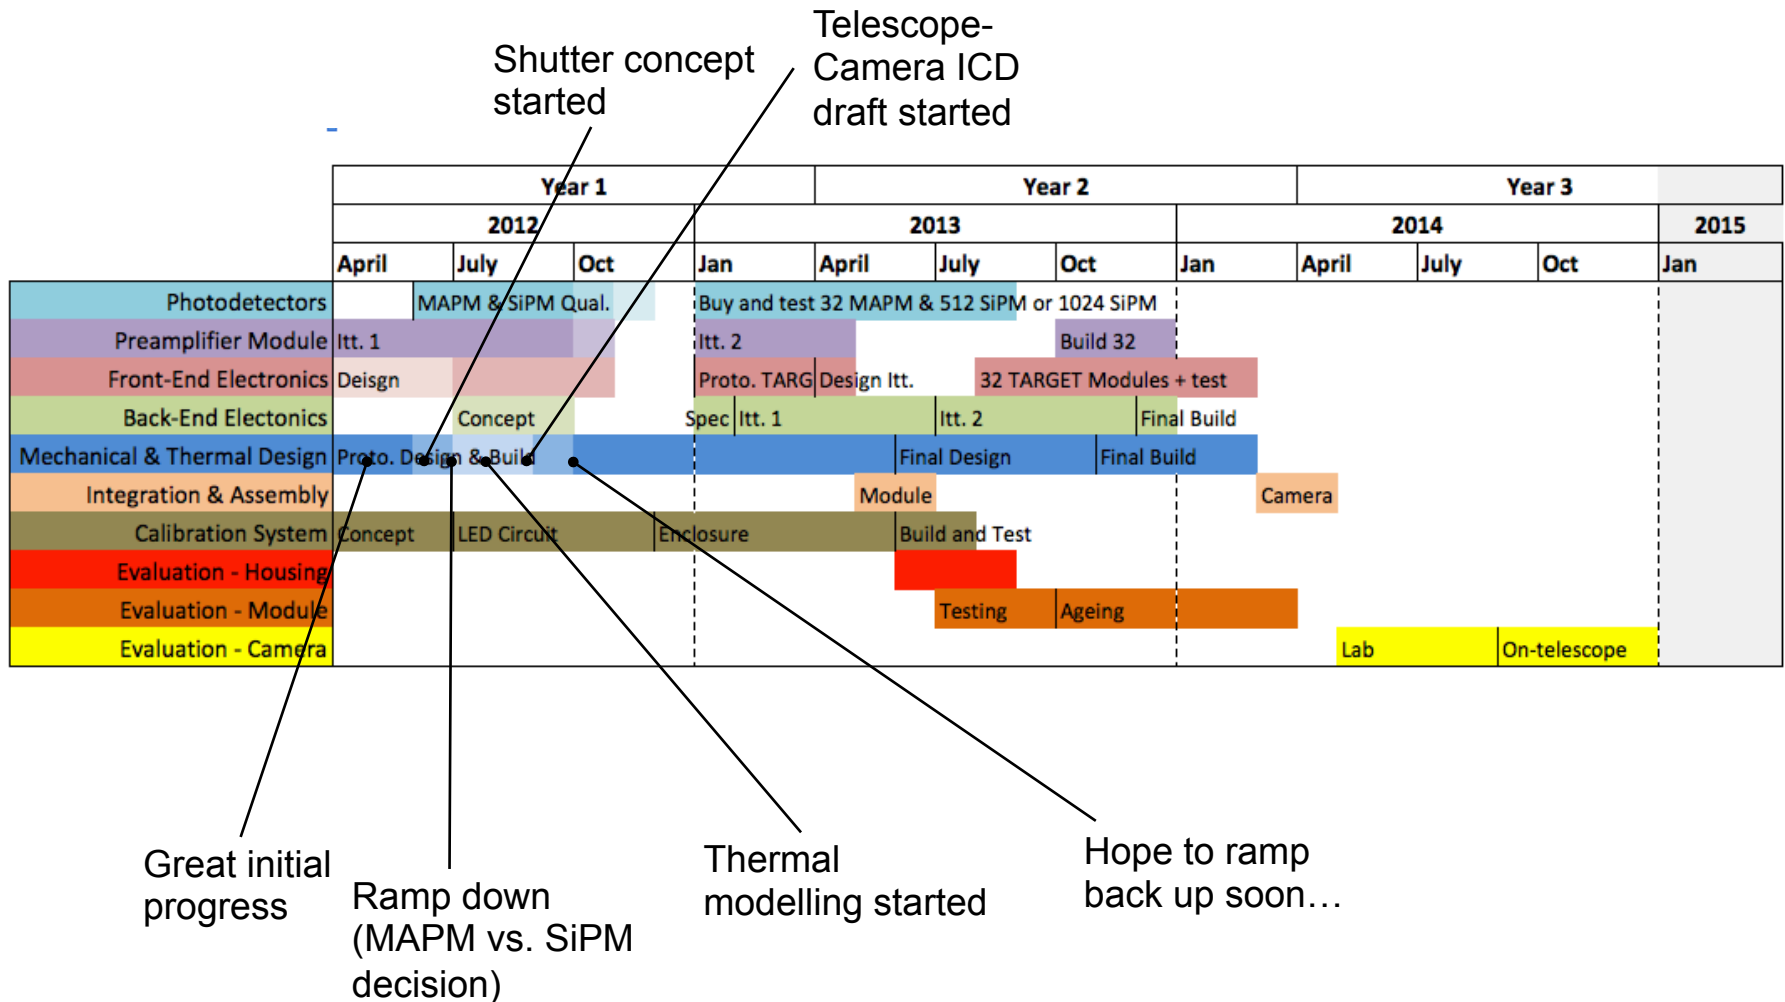 Telescope-
Camera ICD
draft started
Shutter concept
started
Year 1 Year 2 Year 3
2012 2013 2014 2015
April July Oct Jan April July Oct Jan April July Oct Jan
Photodetectors MAPM & SiPM Qual. Buy and test 32 MAPM & 512 SiPM or 1024 SiPM
Preamplifier Module Itt. 1 Itt. 2 Build 32
Front-End Electronics Deisgn Proto. TARG Design Itt. 32 TARGET Modules + test
Back-End Electonics Concept Spec Itt. 1 Itt. 2 Final Build
Mechanical & Thermal Design Proto. Design & Build Final Design Final Build
Integration & Assembly Module Camera
Calibration System Concept LED Circuit Enclosure Build and Test
Evaluation - Housing
Evaluation - Module Testing Ageing
Evaluation - Camera Lab On-telescope
Great initial
progress
Ramp down
(MAPM vs. SiPM
decision)
Thermal
modelling started
Hope to ramp
back up soon…